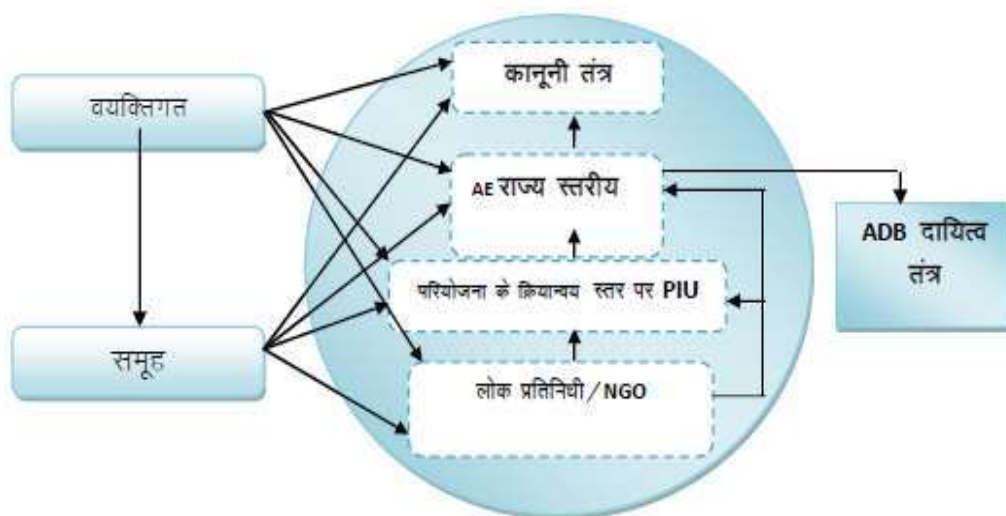 कानूनी तंत्र
वयक्तिगत
AE राज्य स्तरीय
ADB दायित्व
तंत्र
परियोजना के क्रियान्वय स्तर पर PIU
समूह
लोक प्रतिनिधी/NGO